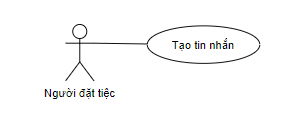 Tạo tin nhắn
Người đặt tiệc